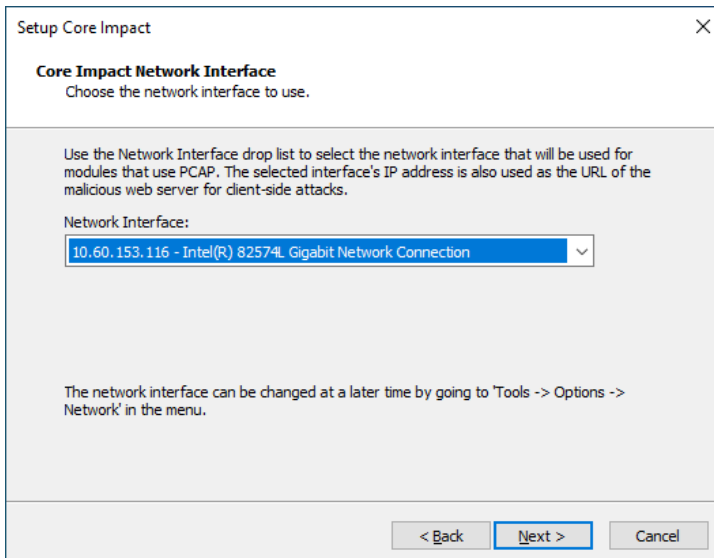 Setup Core Impact
Core Impact Network Interface
Choose the network interface to use.
Use the Network Interface drop list to select the network interface that will be used for
modules that use PCAP. The selected interface's IP address is also used as the URL of the
malicious web server for client-side attacks.
Network Interface:
10.60.153.116 - Intel(R) 82574L Gigabit Network Connection
The network interface can be changed at a later time by going to 'Tools -> Options ->
Network' in the menu.
< Back
Next >
Cancel